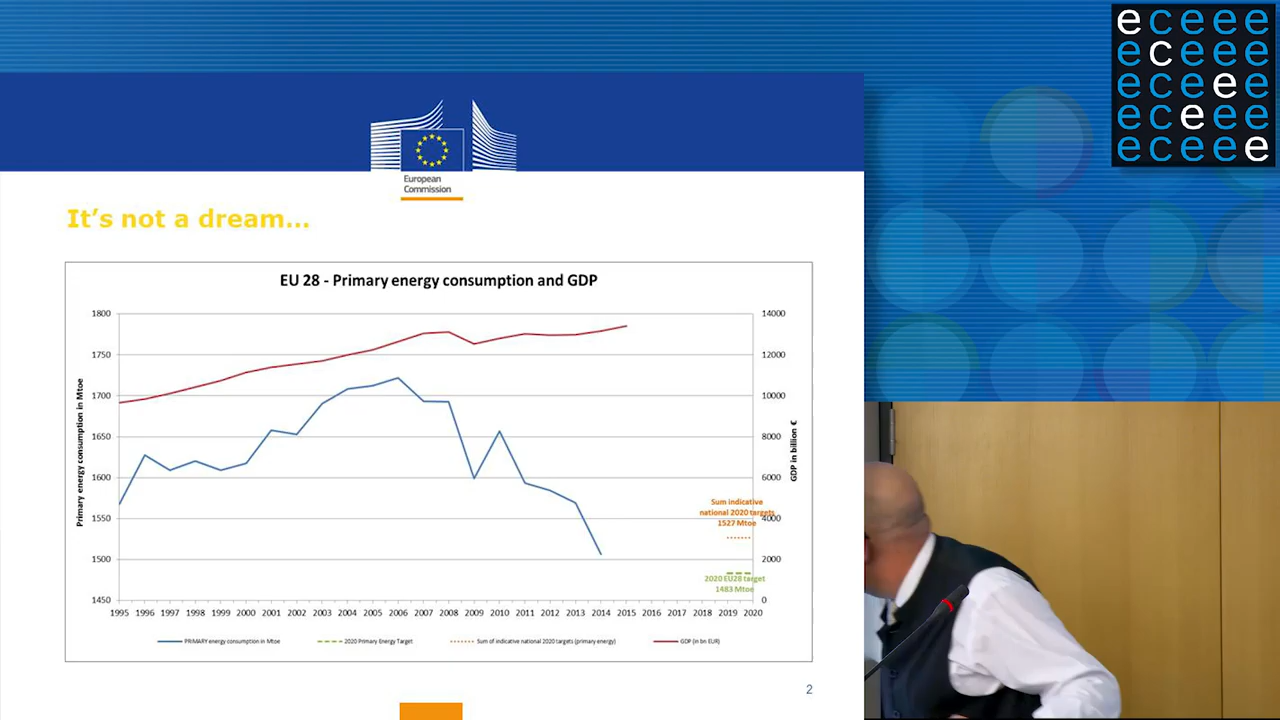 eceeee
eceeee
eceeee
eceeee
eceeee
European
Commission
It's not a dream...
EU 28 - Primary energy consumption and GDP
Primary energy consumption in Mtoe
1800
1750
1700
1650
1600
1550
1500
1450
14000
12000
10000
8000
6000
4000
2000
0
GDP in billion €
Sum indicative
national 2020 targets
1527 Mtoe
2020 EU28 target
1483 Mtoe
1995 1996 1997 1998 1999 2000 2001 2002 2003 2004 2005 2006 2007 2008 2009 2010 2011 2012 2013 2014 2015 2016 2017 2018 2019 2020
PRIMARY energy consumption in Mtoe 2020 Primary Energy Target Sum of indicative national 2020 targets (primary energy) GDP (in bn EUR)
2